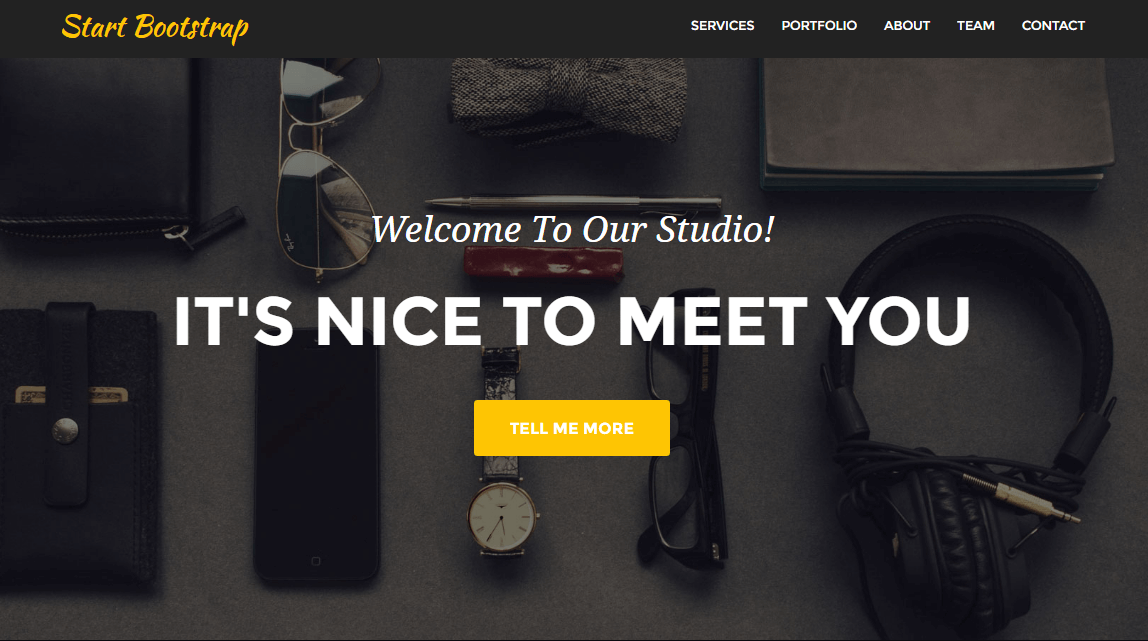 Start Bootstrap
SERVICES PORTFOLIO ABOUT TEAM CONTACT
Welcome To Our Studio!
IT'S NICE TO MEET YOU
TELL ME MORE